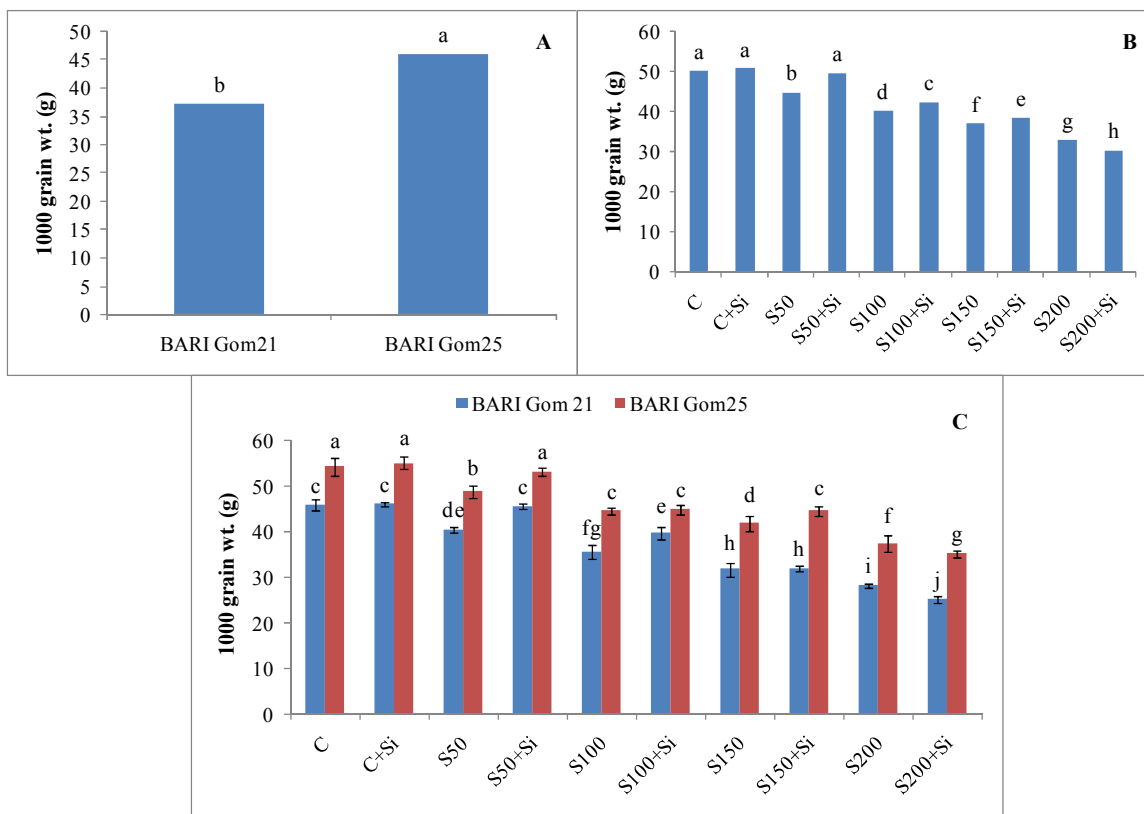 A
1000 grain wt. (g)
50
45
40
35
30
25
20
15
10
5
0
b
a
BARI Gom21
BARI Gom25
B
1000 grain wt. (g)
60
50
40
30
20
10
0
a
a
b
a
d
c
f
e
g
h
C
C+Si
S50
S50+Si
S100
S100+Si
S150
S150+Si
S200
S200+Si
BARI Gom 21
BARI Gom25
C
1000 grain wt. (g)
60
50
40
30
20
10
0
c
a
c
a
de
b
c
a
fg
c
e
c
h
d
h
c
i
f
j
g
C
C+Si
S50
S50+Si
S100
S100+Si
S150
S150+Si
S200
S200+Si